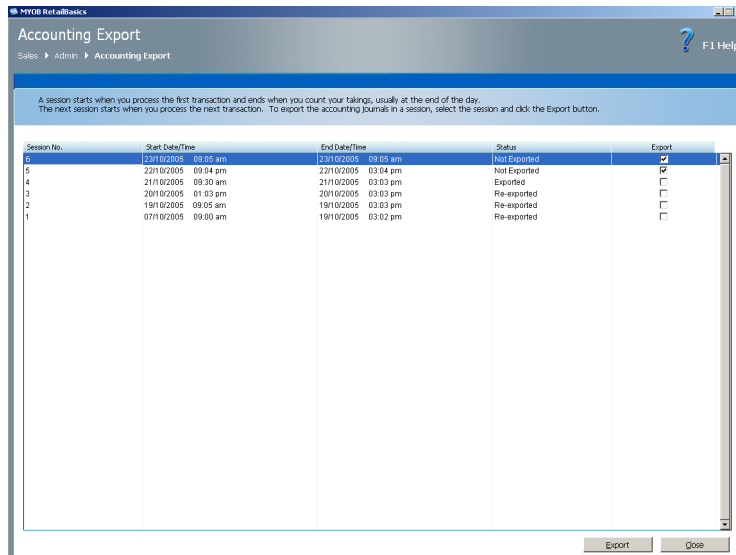 MYOB RetailBasics
Accounting Export
F1 Help
Sales ▶ Admin ▶ Accounting Export
A session starts when you process the first transaction and ends when you count your takings, usually at the end of the day.
The next session starts when you process the next transaction. To export the accounting journals in a session, select the session and click the Export button.
Session No. Start Date/Time End Date/Time Status Export
6 23/10/2005 09:05 am 23/10/2005 09:05 am Not Exported
5 22/10/2005 09:04 pm 22/10/2005 03:04 pm Not Exported
4 21/10/2005 09:30 am 21/10/2005 03:03 pm Exported
3 20/10/2005 01:03 pm 20/10/2005 03:03 pm Re-exported
2 19/10/2005 09:05 am 19/10/2005 03:03 pm Re-exported
1 07/10/2005 09:00 am 19/10/2005 03:02 pm Re-exported
Export Close